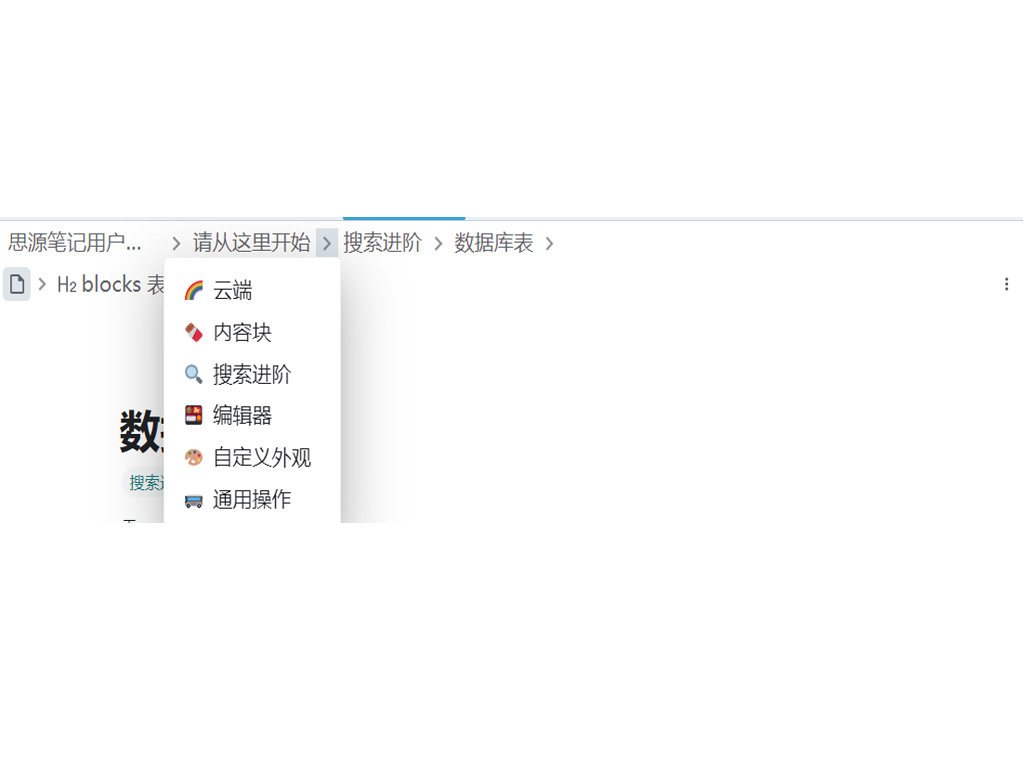 思源笔记用户... > 请从这里开始 > 搜索进阶 > 数据库表 >
> H2 blocks 表
云端
内容块
搜索进阶
编辑器
数
自定义外观
搜索
通用操作